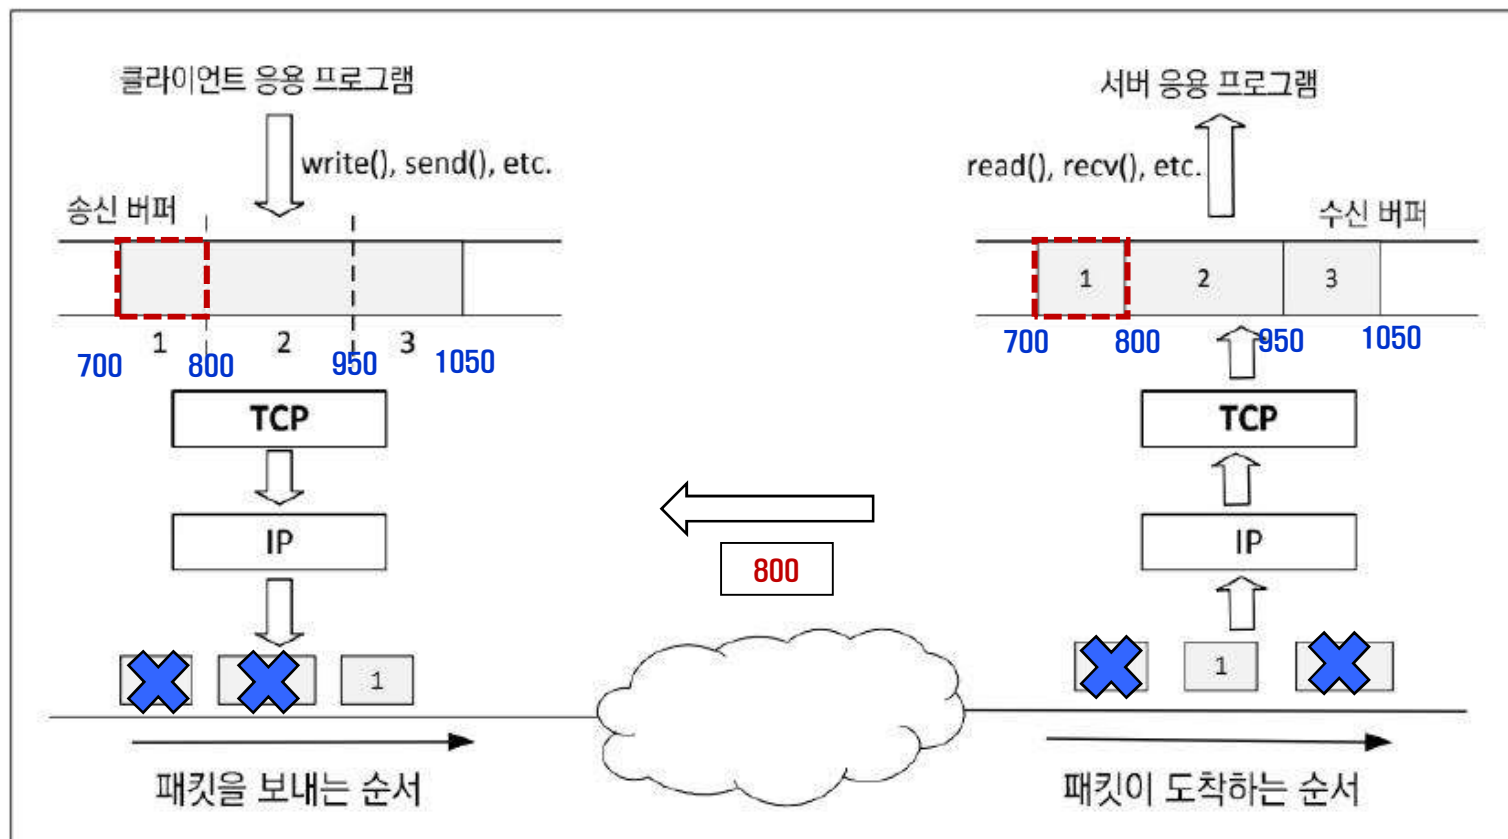 클라이언트 응용 프로그램
write(), send(), etc.
송신 버퍼
1 2 3
700 800 950 1050
TCP
IP
1
패킷을 보내는 순서
800
서버 응용 프로그램
read(), recv(), etc.
수신 버퍼
1 2 3
700 800 950 1050
TCP
IP
1
패킷이 도착하는 순서